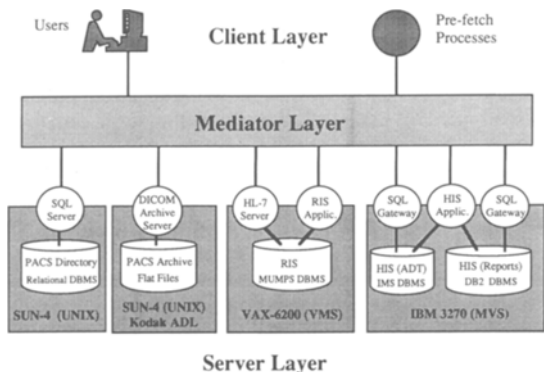 Users
Client Layer
Pre-fetch
Processes
Mediator Layer
SQL
Server
DICOM
Archive
Server
HL-7
Server
RIS
Applic.
SQL
Gateway
HIS
Applic.
SQL
Gateway
PACS Directory
Relational DBMS
PACS Archive
Flat Files
RIS
MUMPS DBMS
HIS (ADT)
IMS DBMS
HIS (Reports)
DB2 DBMS
SUN-4 (UNIX)
SUN-4 (UNIX)
Kodak ADL
VAX-6200 (VMS)
IBM 3270 (MVS)
Server Layer